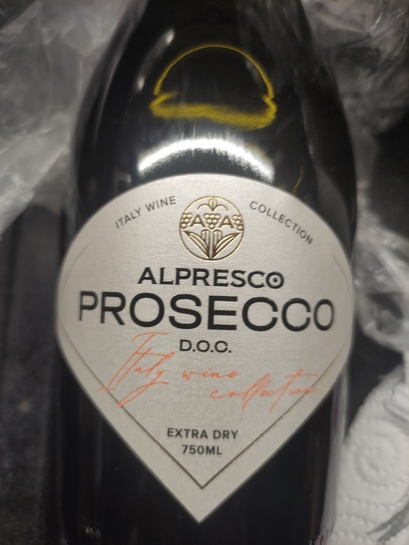 ITALY WINE COLLECTION
A A
ALPRESCO
PROSECCO
D.O.C.
Italy wine
collection
EXTRA DRY
750ML